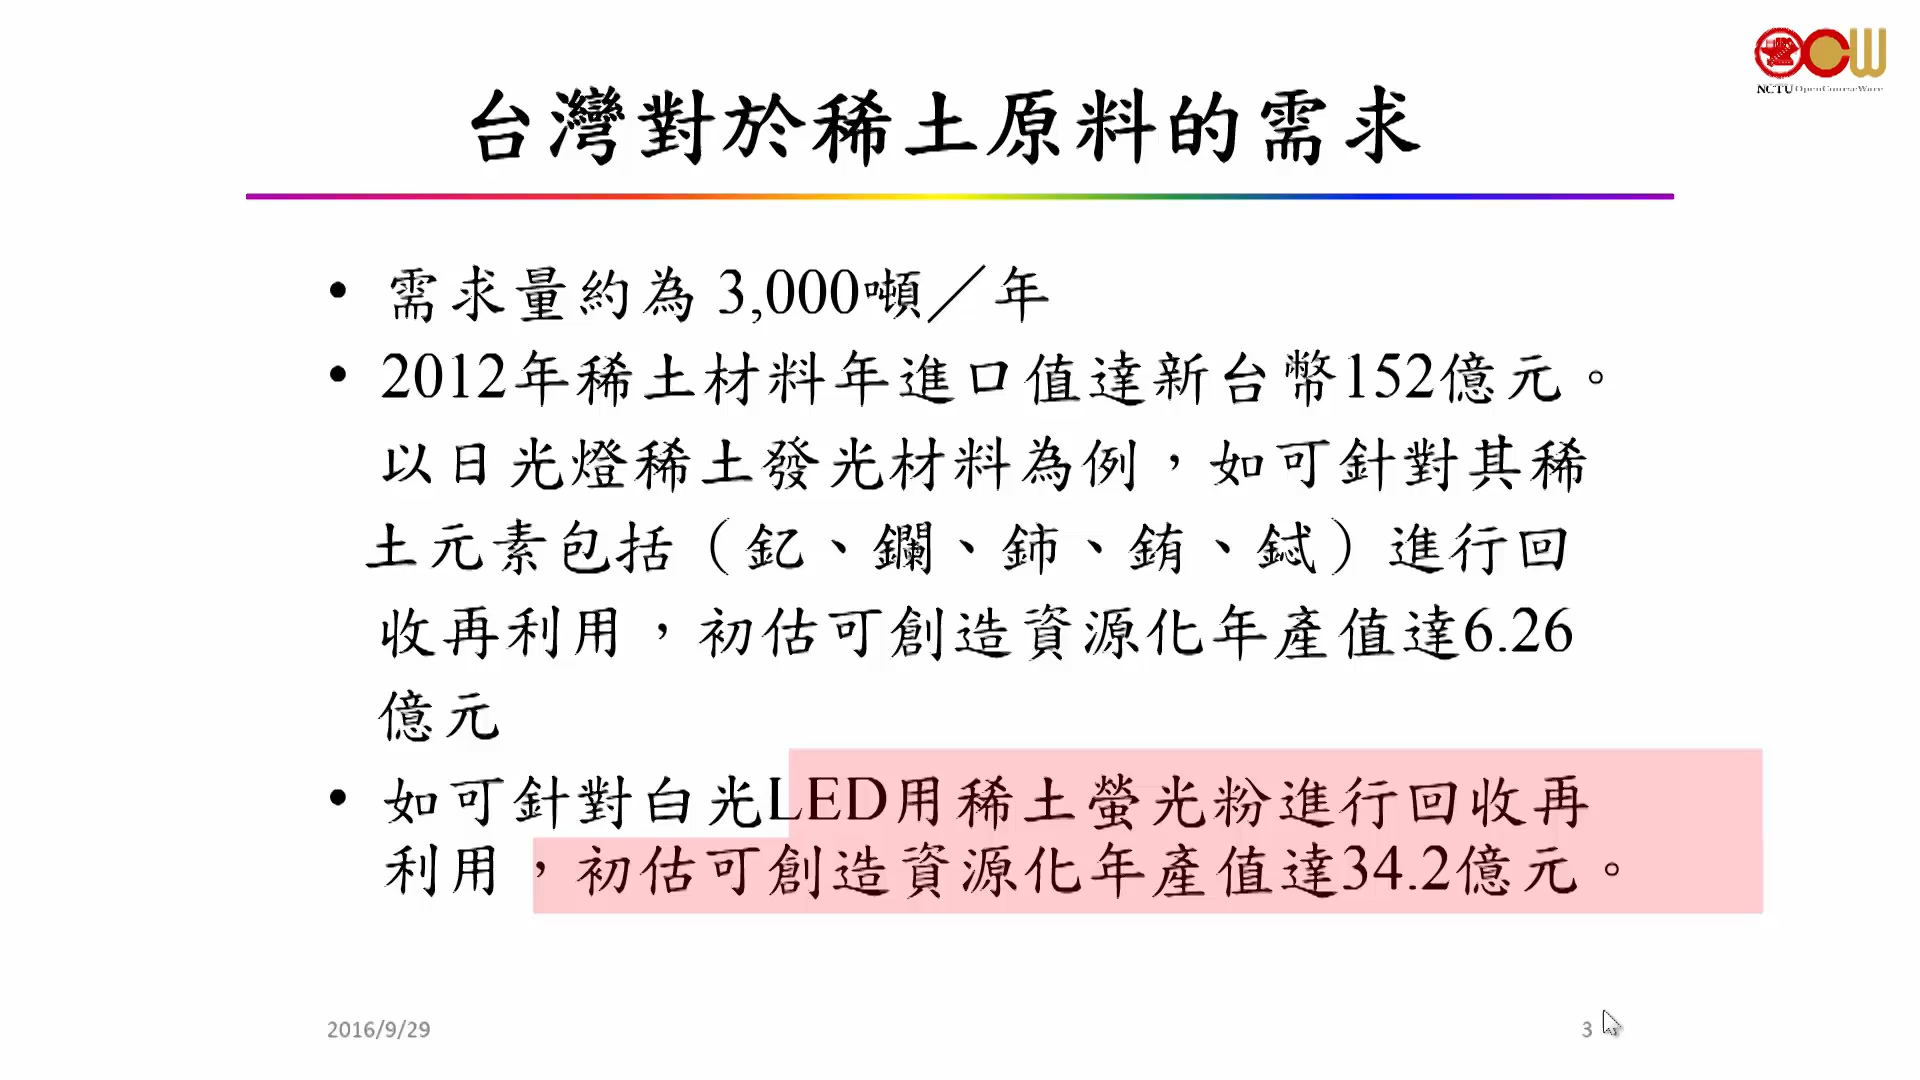 NCTU OpenCourseWare
台灣對於稀土原料的需求
• 需求量約為 3,000噸／年
• 2012年稀土材料年進口值達新台幣152億元。
以日光燈稀土發光材料為例，如可針對其稀
土元素包括（釔、鑭、鈰、銪、鋱）進行回
收再利用，初估可創造資源化年產值達6.26
億元
• 如可針對白光LED用稀土螢光粉進行回收再
利用，初估可創造資源化年產值達34.2億元。
2016/9/29
3